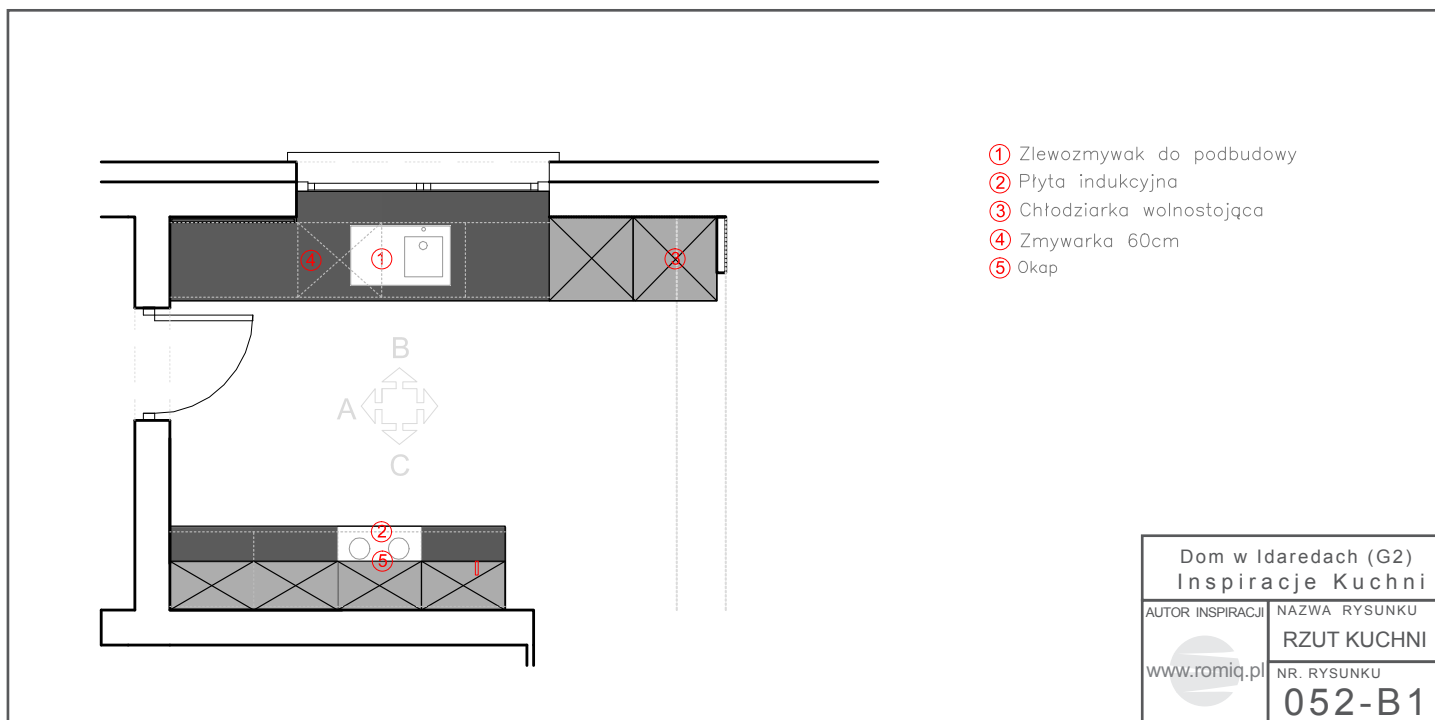 1 Zlewozmywak do podbudowy
2 Płyta indukcyjna
3 Chłodziarka wolnostojąca
4 Zmywarka 60cm
5 Okap
4
1
3
B
A
C
2
5
Dom w Idaredach (G2)
Inspiracje Kuchni
AUTOR INSPIRACJI
www.romiq.pl
NAZWA RYSUNKU
RZUT KUCHNI
NR. RYSUNKU
052-B1